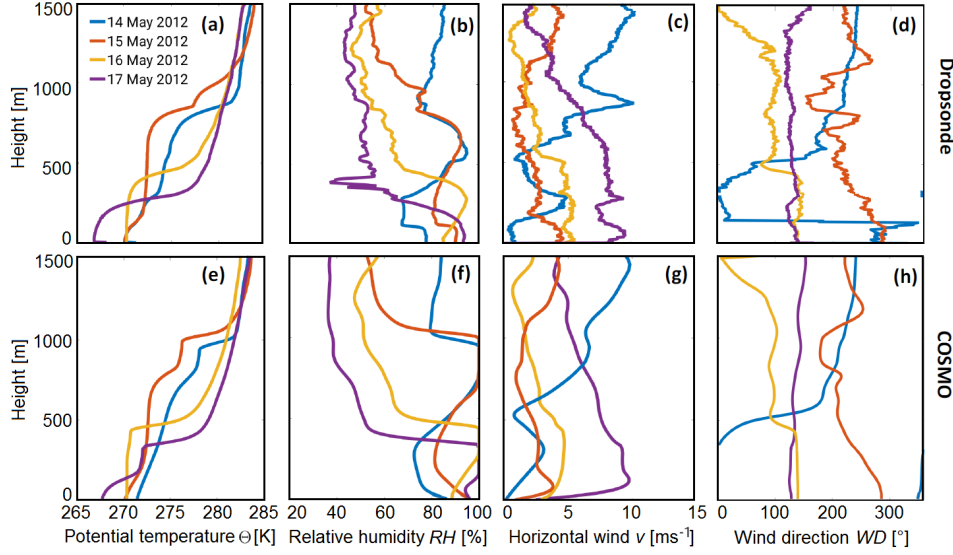 (a)
(b)
(c)
(d)
14 May 2012
15 May 2012
16 May 2012
17 May 2012
1500
1000
500
0
Height [m]
Dropsonde
(e)
(f)
(g)
(h)
1500
1000
500
0
Height [m]
COSMO
265 270 275 280 285
20 40 60 80 100
0 5 10 15
0 100 200 300
Potential temperature Θ [K]
Relative humidity RH [%]
Horizontal wind v [ms⁻¹]
Wind direction WD [°]